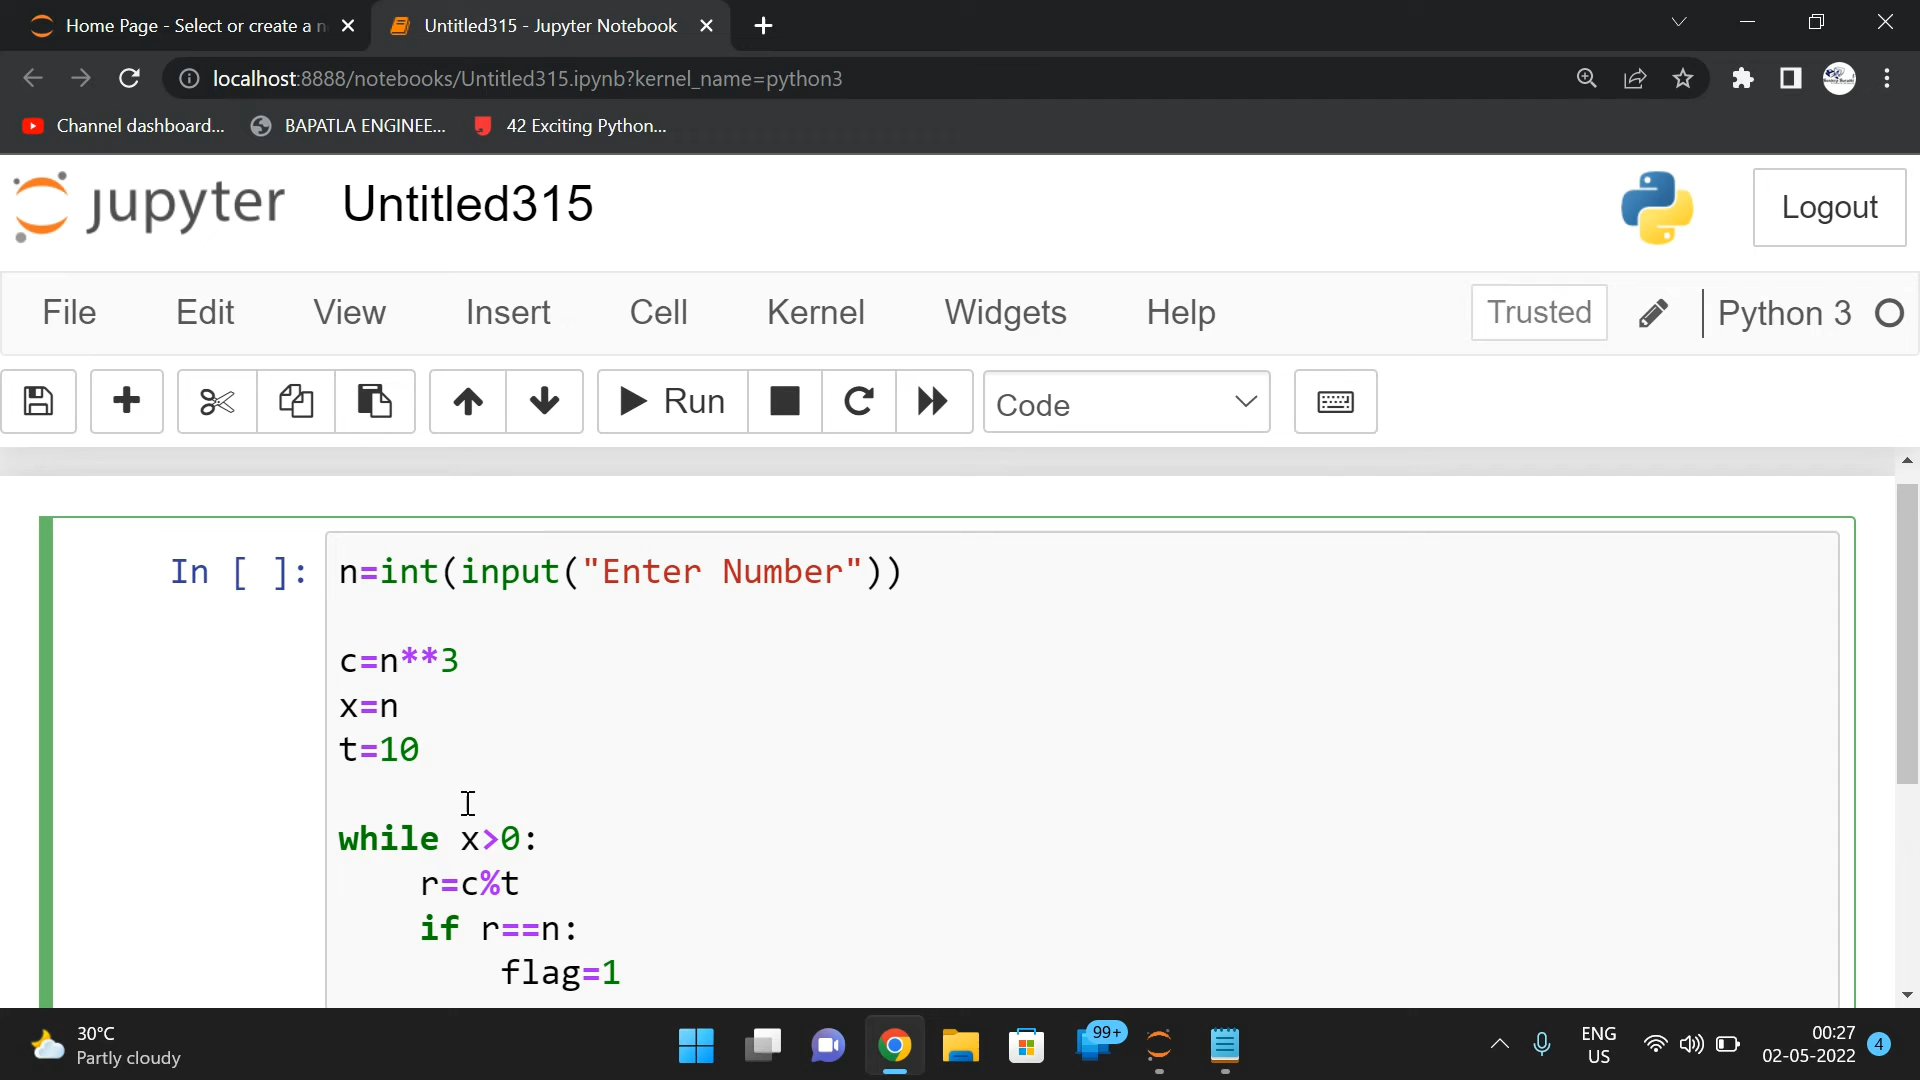 Home Page - Select or create a n
Untitled315 - Jupyter Notebook
localhost:8888/notebooks/Untitled315.ipynb?kernel_name=python3
Channel dashboard...
BAPATLA ENGINEE...
42 Exciting Python...
jupyter
Untitled315
Logout
File Edit View Insert Cell Kernel Widgets Help
Trusted
Python 3
Run
Code
In [ ]:
n=int(input("Enter Number"))
c=n**3
x=n
t=10
while x>0:
r=c%t
if r==n:
flag=1
30°C
Partly cloudy
99+
ENG
US
00:27
02-05-2022
4